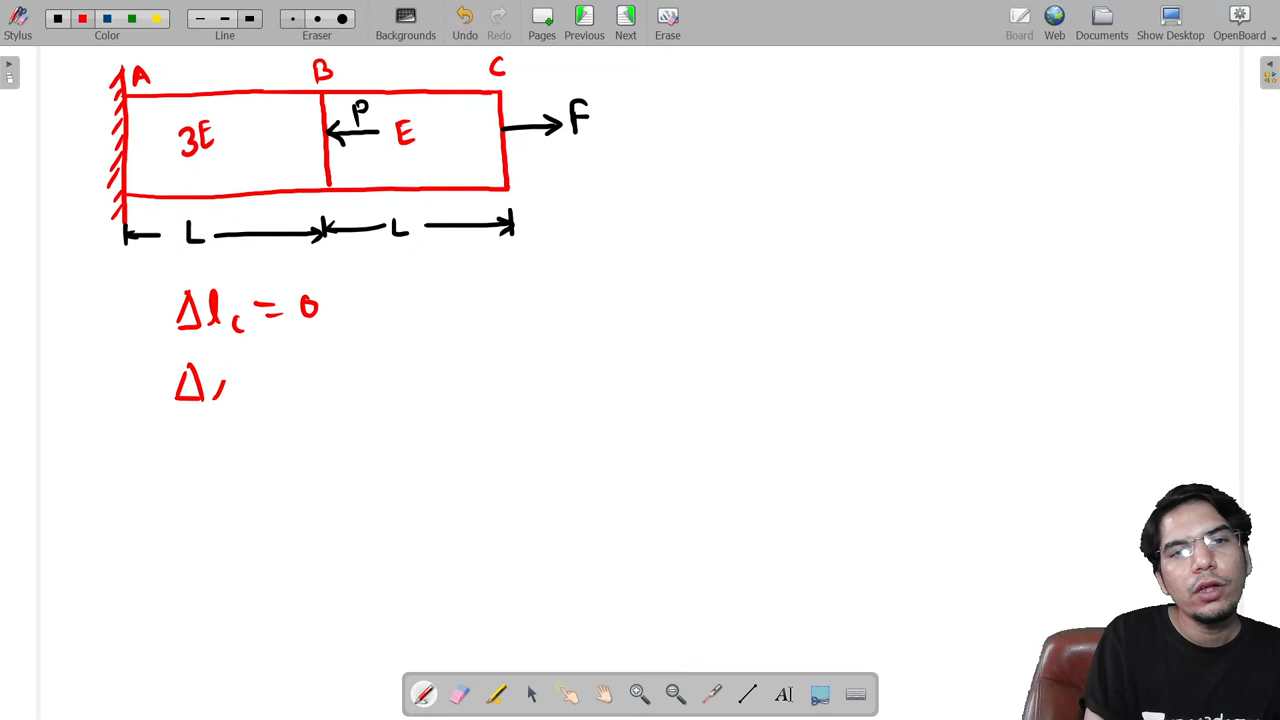 Stylus Color Line Eraser Backgrounds Undo Redo Pages Previous Next Erase Board Web Documents Show Desktop OpenBoard
A B C
3E P E F
L L
Δl_c = 0
Δ